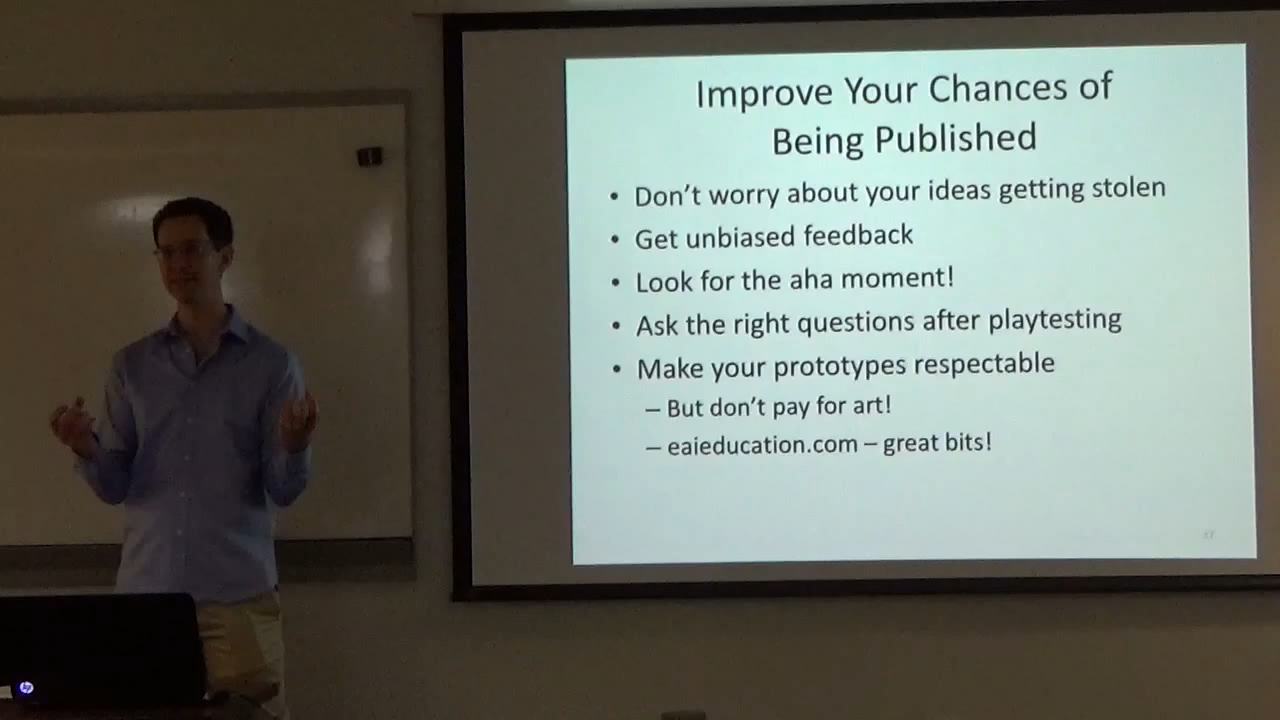 Improve Your Chances of
Being Published
• Don't worry about your ideas getting stolen
• Get unbiased feedback
• Look for the aha moment!
• Ask the right questions after playtesting
• Make your prototypes respectable
– But don't pay for art!
– eaieducation.com – great bits!
hp